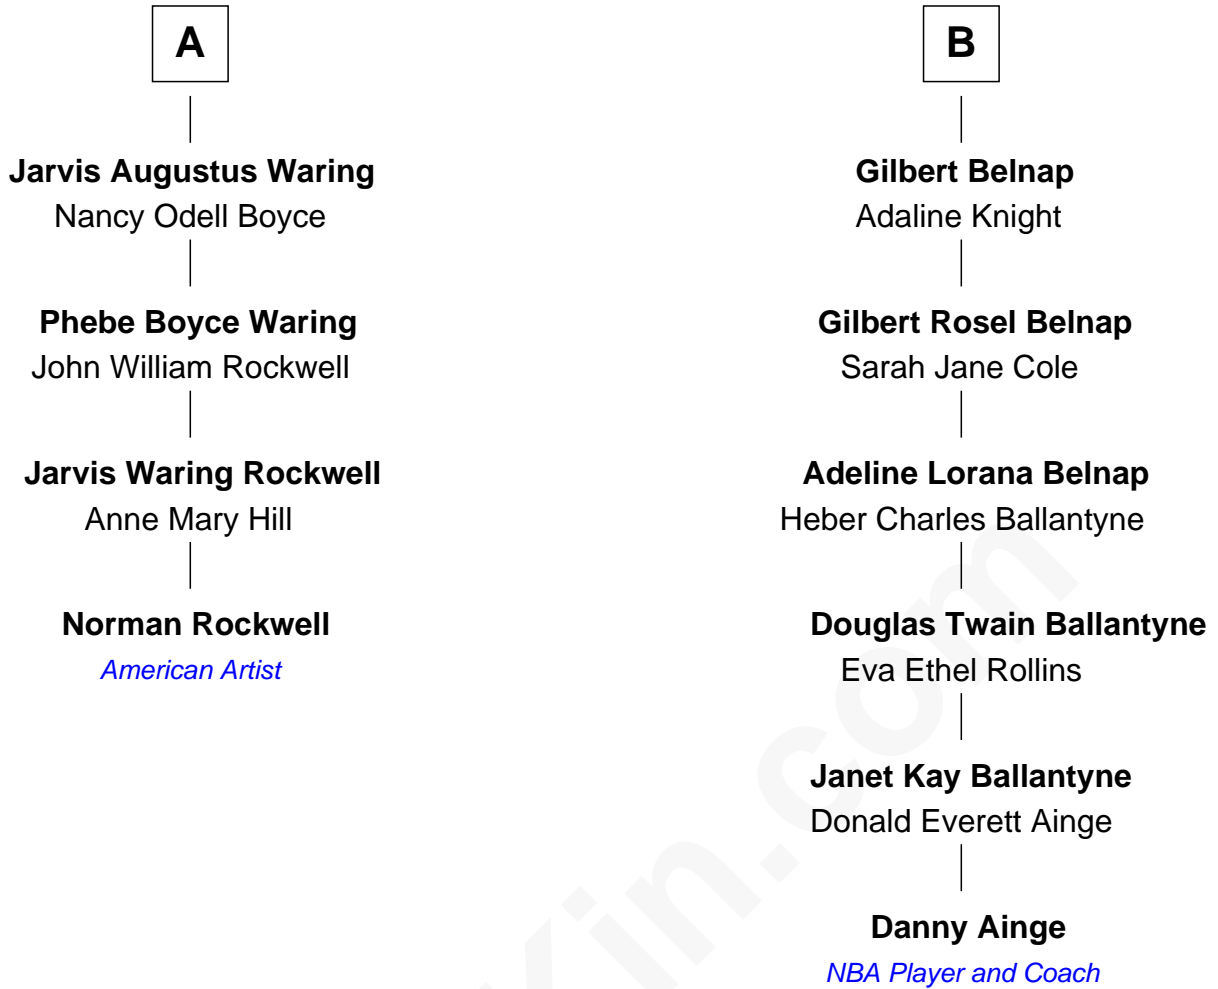 A
Jarvis Augustus Waring
Nancy Odell Boyce
Phebe Boyce Waring
John William Rockwell
Jarvis Waring Rockwell
Anne Mary Hill
Norman Rockwell
American Artist
B
Gilbert Belnap
Adaline Knight
Gilbert Rosel Belnap
Sarah Jane Cole
Adeline Lorana Belnap
Heber Charles Ballantyne
Douglas Twain Ballantyne
Eva Ethel Rollins
Janet Kay Ballantyne
Donald Everett Ainge
Danny Ainge
NBA Player and Coach
Kin.com